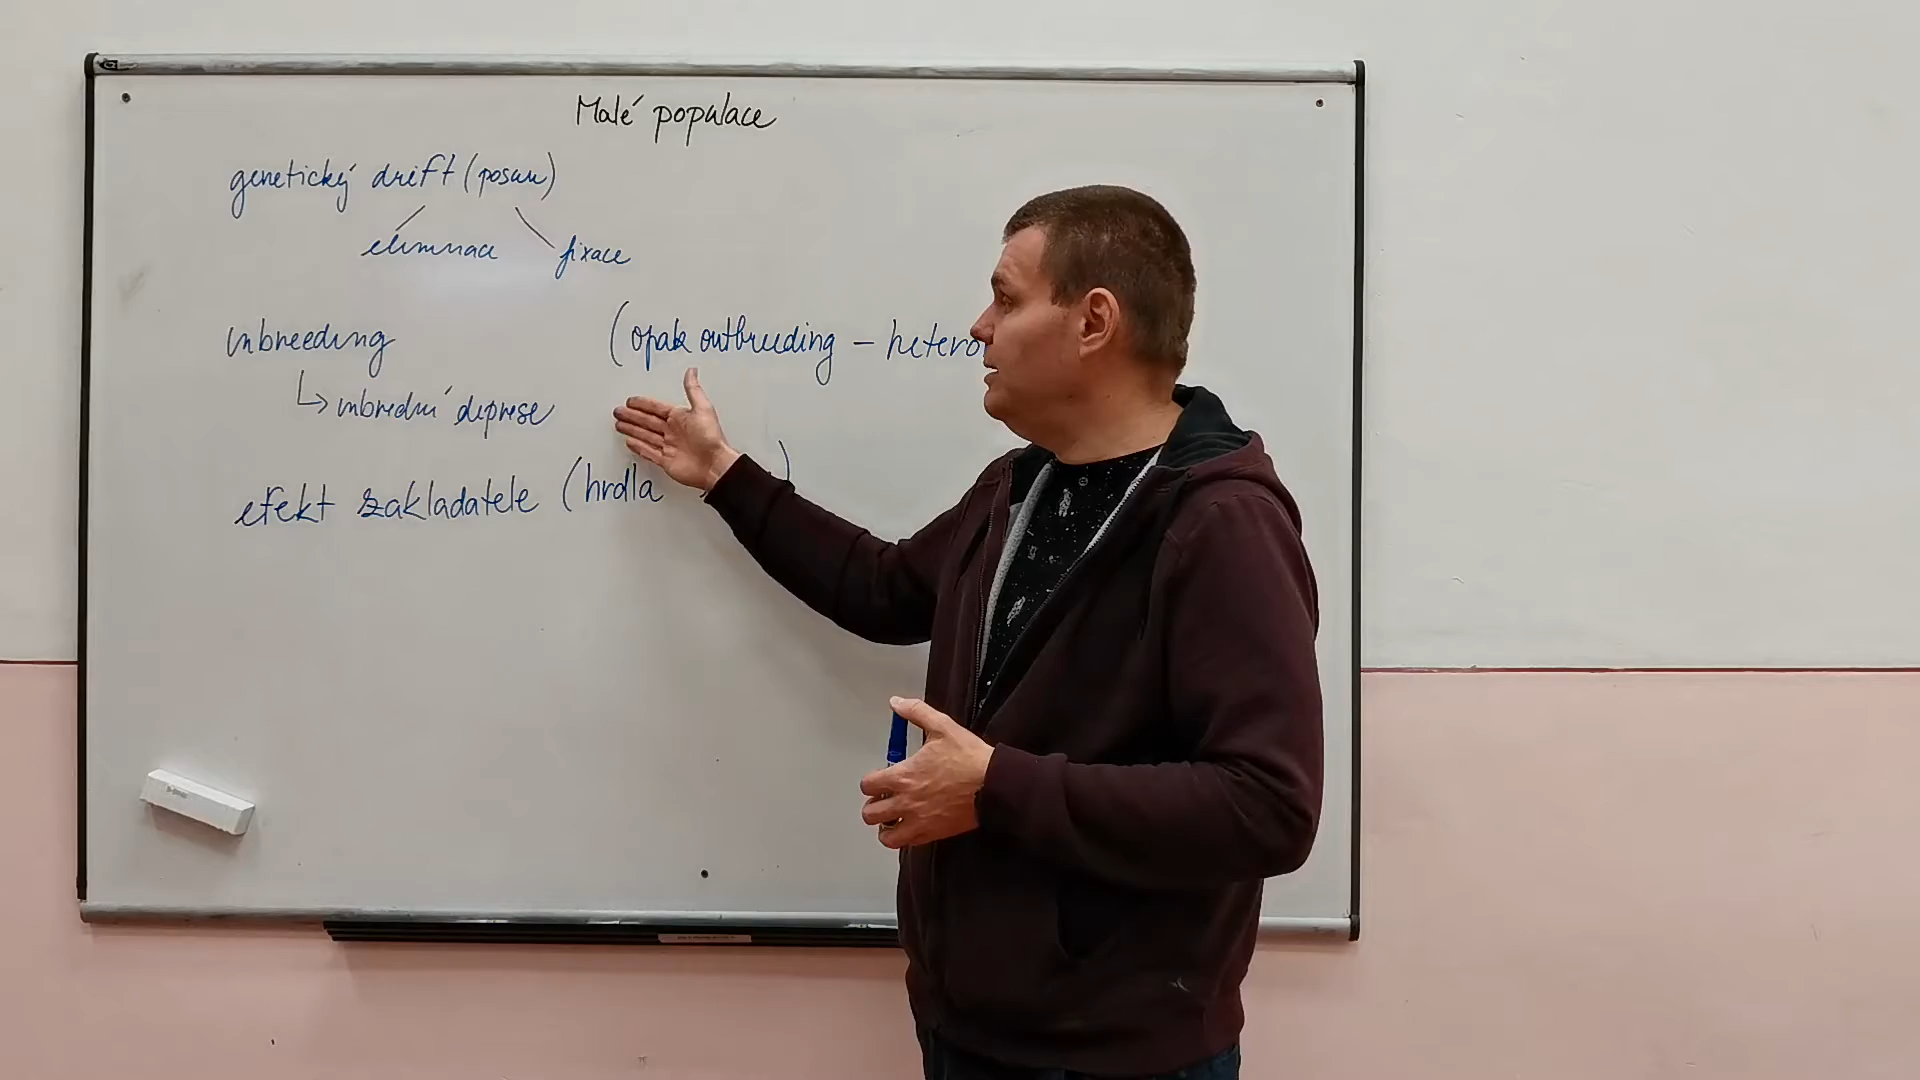 Malé populace
genetický drift (posun)
eliminace fixace
inbreeding (opak outbreeding – hetero
↳ inbrední deprese
efekt zakladatele (hrdla )